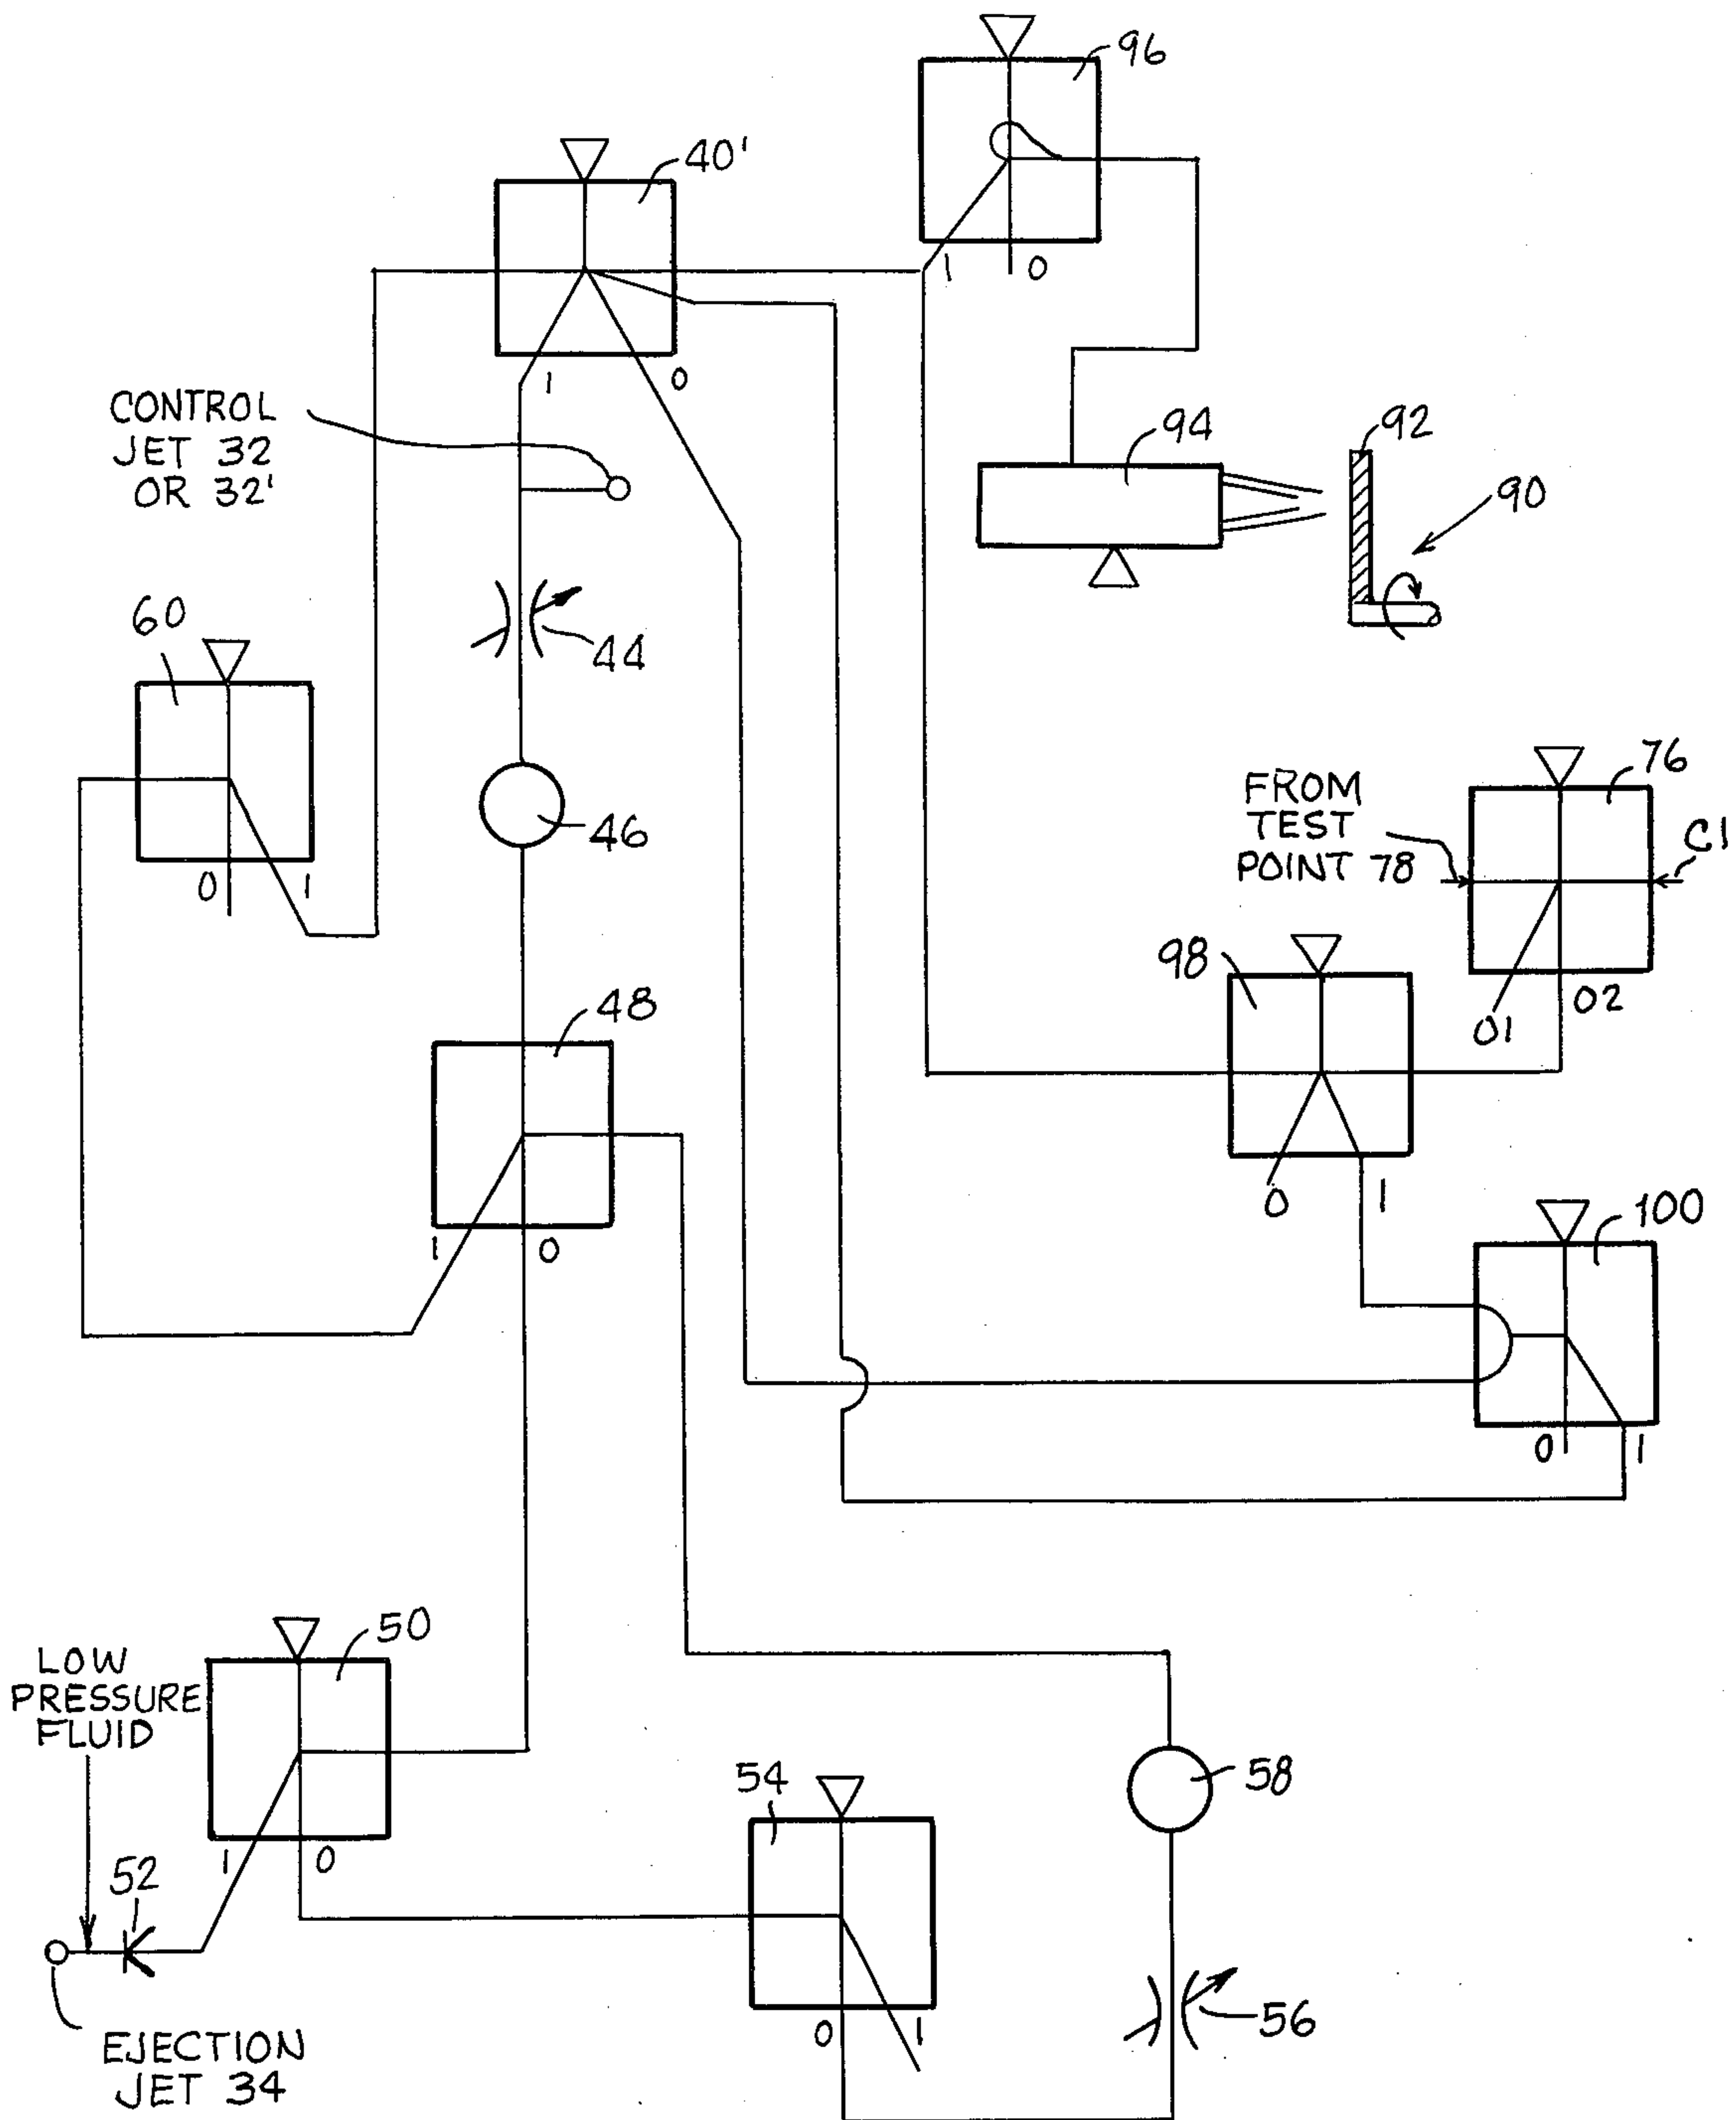 96
40'
1
0
1
0
CONTROL
JET 32
OR 32'
94
92
90
60
44
46
0
1
FROM
TEST
POINT 78
76
C1
98
01
02
48
1
0
0
1
100
0
1
LOW
PRESSURE
FLUID
50
1
0
52
54
58
0
1
56
EJECTION
JET 34